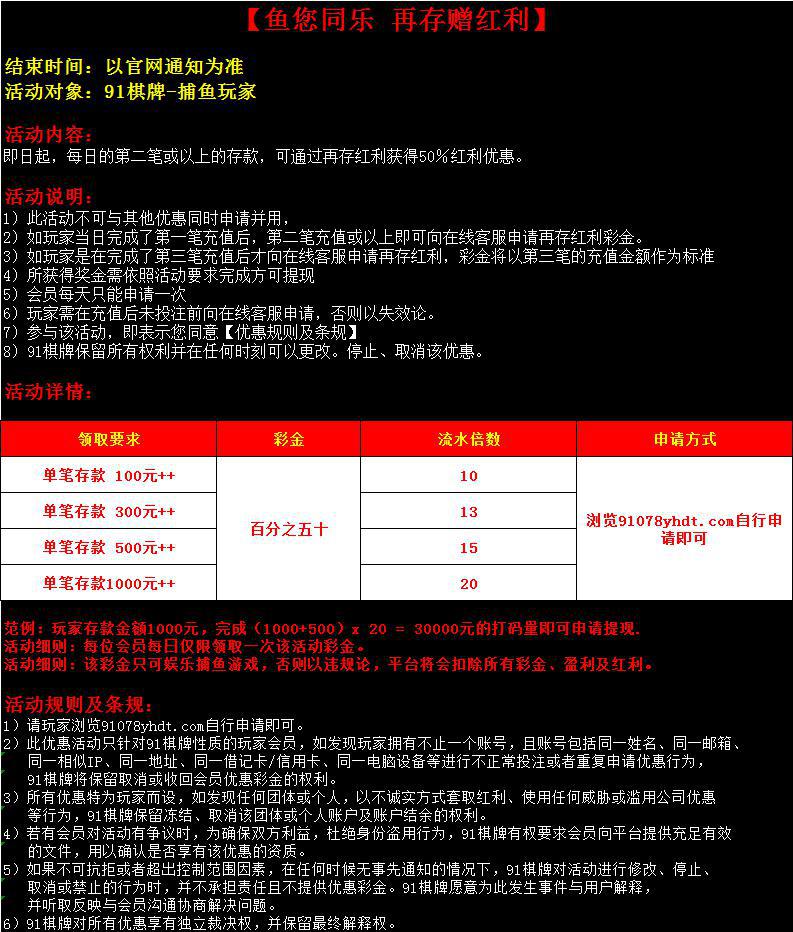 【鱼您同乐 再存赠红利】
结束时间：以官网通知为准
活动对象：91棋牌-捕鱼玩家
活动内容：
即日起，每日的第二笔或以上的存款，可通过再存红利获得50%红利优惠。
活动说明：
1）此活动不可与其他优惠同时申请并用，
2）如玩家当日完成了第一笔充值后，第二笔充值或以上即可向在线客服申请再存红利彩金。
3）如玩家是在完成了第三笔充值后才向在线客服申请再存红利，彩金将以第三笔的充值金额作为标准
4）所获得奖金需依照活动要求完成方可提现
5）会员每天只能申请一次
6）玩家需在充值后未投注前向在线客服申请，否则以失效论。
7）参与该活动，即表示您同意【优惠规则及条规】
8）91棋牌保留所有权利并在任何时刻可以更改。停止、取消该优惠。
活动详情：
领取要求 彩金 流水倍数 申请方式
单笔存款 100元++ 10
单笔存款 300元++ 13
百分之五十
浏览91078yhdt.com自行申
请即可
单笔存款 500元++ 15
单笔存款1000元++ 20
范例：玩家存款金额1000元，完成（1000+500）x 20 = 30000元的打码量即可申请提现.
活动细则：每位会员每日仅限领取一次该活动彩金。
活动细则：该彩金只可娱乐捕鱼游戏，否则以违规论，平台将会扣除所有彩金、盈利及红利。
活动规则及条规：
1）请玩家浏览91078yhdt.com自行申请即可。
2）此优惠活动只针对91棋牌性质的玩家会员，如发现玩家拥有不止一个账号，且账号包括同一姓名、同一邮箱、
同一相似IP、同一地址、同一借记卡/信用卡、同一电脑设备等进行不正常投注或者重复申请优惠行为，
91棋牌将保留取消或收回会员优惠彩金的权利。
3）所有优惠特为玩家而设，如发现任何团体或个人，以不诚实方式套取红利、使用任何威胁或滥用公司优惠
等行为，91棋牌保留冻结、取消该团体或个人账户及账户结余的权利。
4）若有会员对活动有争议时，为确保双方利益，杜绝身份盗用行为，91棋牌有权要求会员向平台提供充足有效
的文件，用以确认是否享有该优惠的资质。
5）如果不可抗拒或者超出控制范围因素，在任何时候无事先通知的情况下，91棋牌对活动进行修改、停止、
取消或禁止的行为时，并不承担责任且不提供优惠彩金。91棋牌愿意为此发生事件与用户解释，
并听取反映与会员沟通协商解决问题。
6）91棋牌对所有优惠享有独立裁决权，并保留最终解释权。